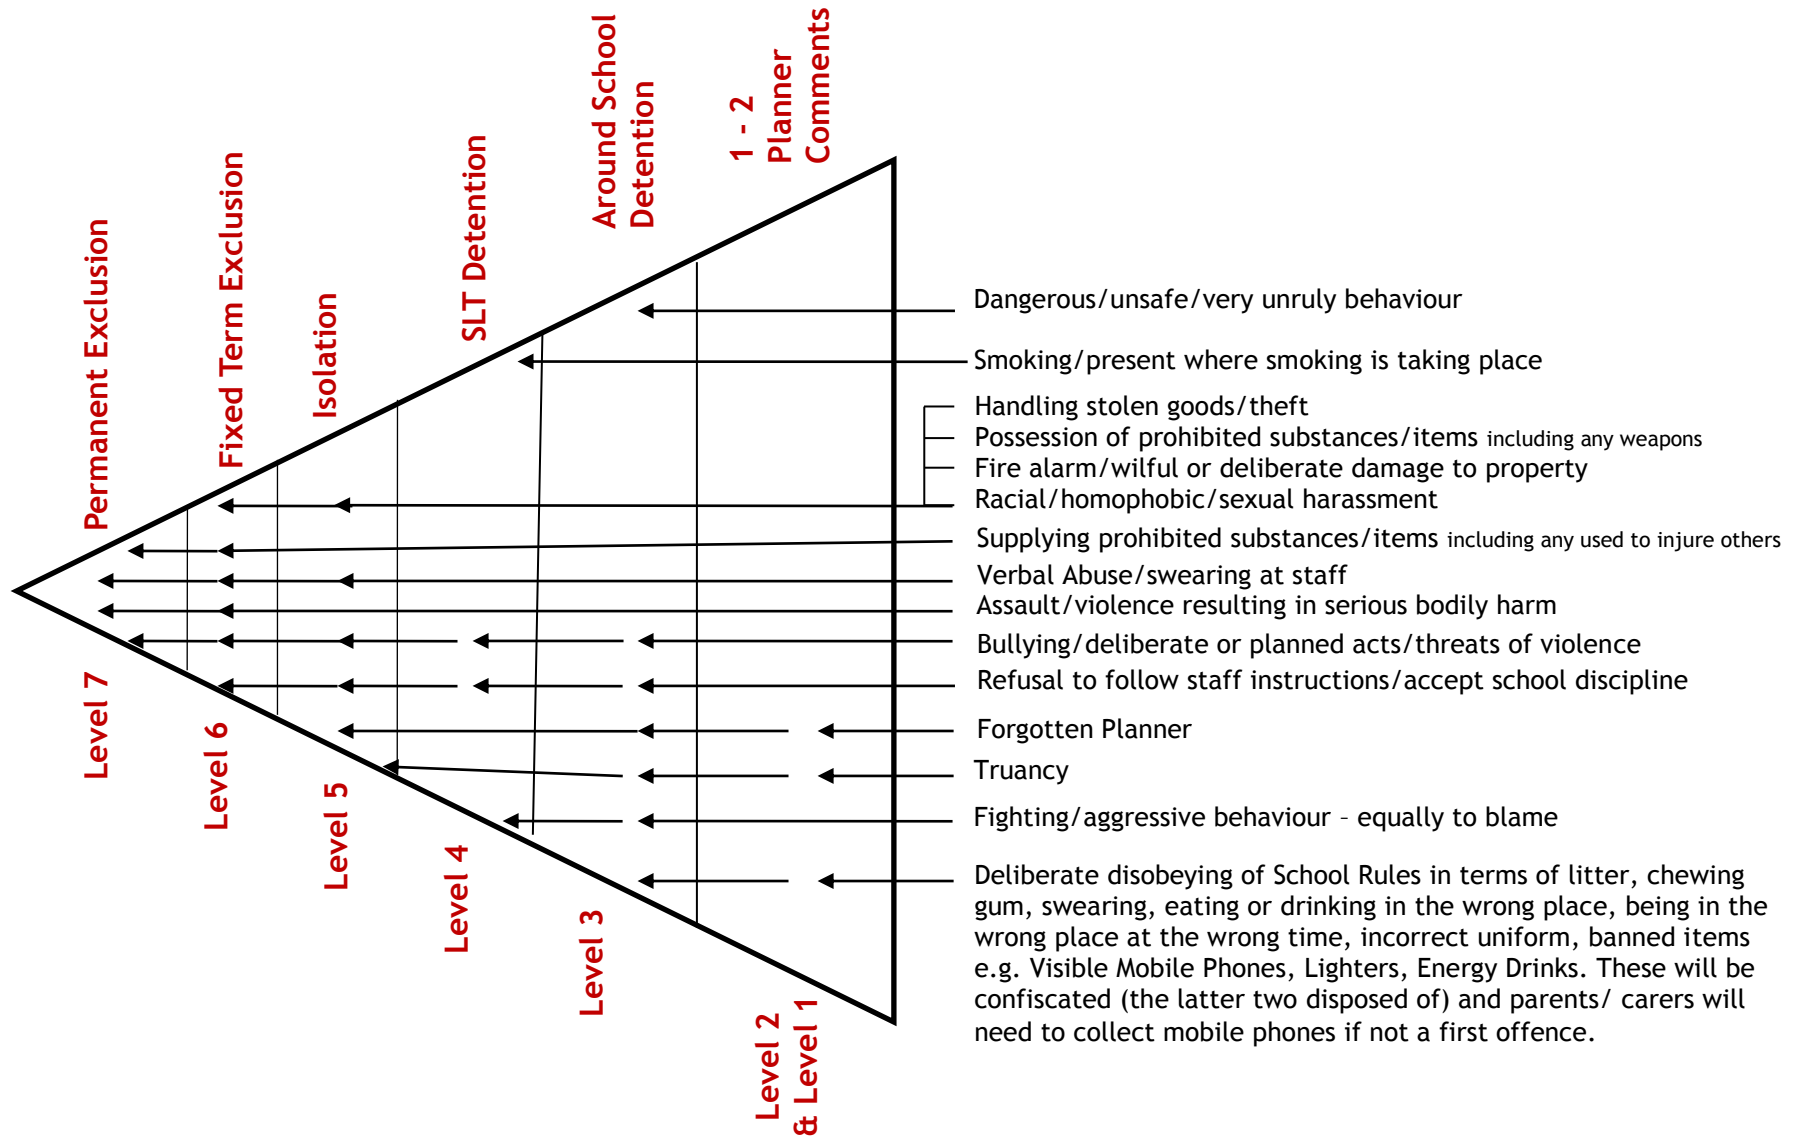 Permanent Exclusion
Fixed Term Exclusion
Isolation
SLT Detention
Around School
Detention
1 - 2
Planner
Comments
Dangerous/unsafe/very unruly behaviour
Smoking/present where smoking is taking place
Handling stolen goods/theft
Possession of prohibited substances/items including any weapons
Fire alarm/wilful or deliberate damage to property
Racial/homophobic/sexual harassment
Supplying prohibited substances/items including any used to injure others
Verbal Abuse/swearing at staff
Assault/violence resulting in serious bodily harm
Bullying/deliberate or planned acts/threats of violence
Refusal to follow staff instructions/accept school discipline
Forgotten Planner
Truancy
Fighting/aggressive behaviour – equally to blame
Deliberate disobeying of School Rules in terms of litter, chewing
gum, swearing, eating or drinking in the wrong place, being in the
wrong place at the wrong time, incorrect uniform, banned items
e.g. Visible Mobile Phones, Lighters, Energy Drinks. These will be
confiscated (the latter two disposed of) and parents/ carers will
need to collect mobile phones if not a first offence.
Level 7
Level 6
Level 5
Level 4
Level 3
Level 2
& Level 1